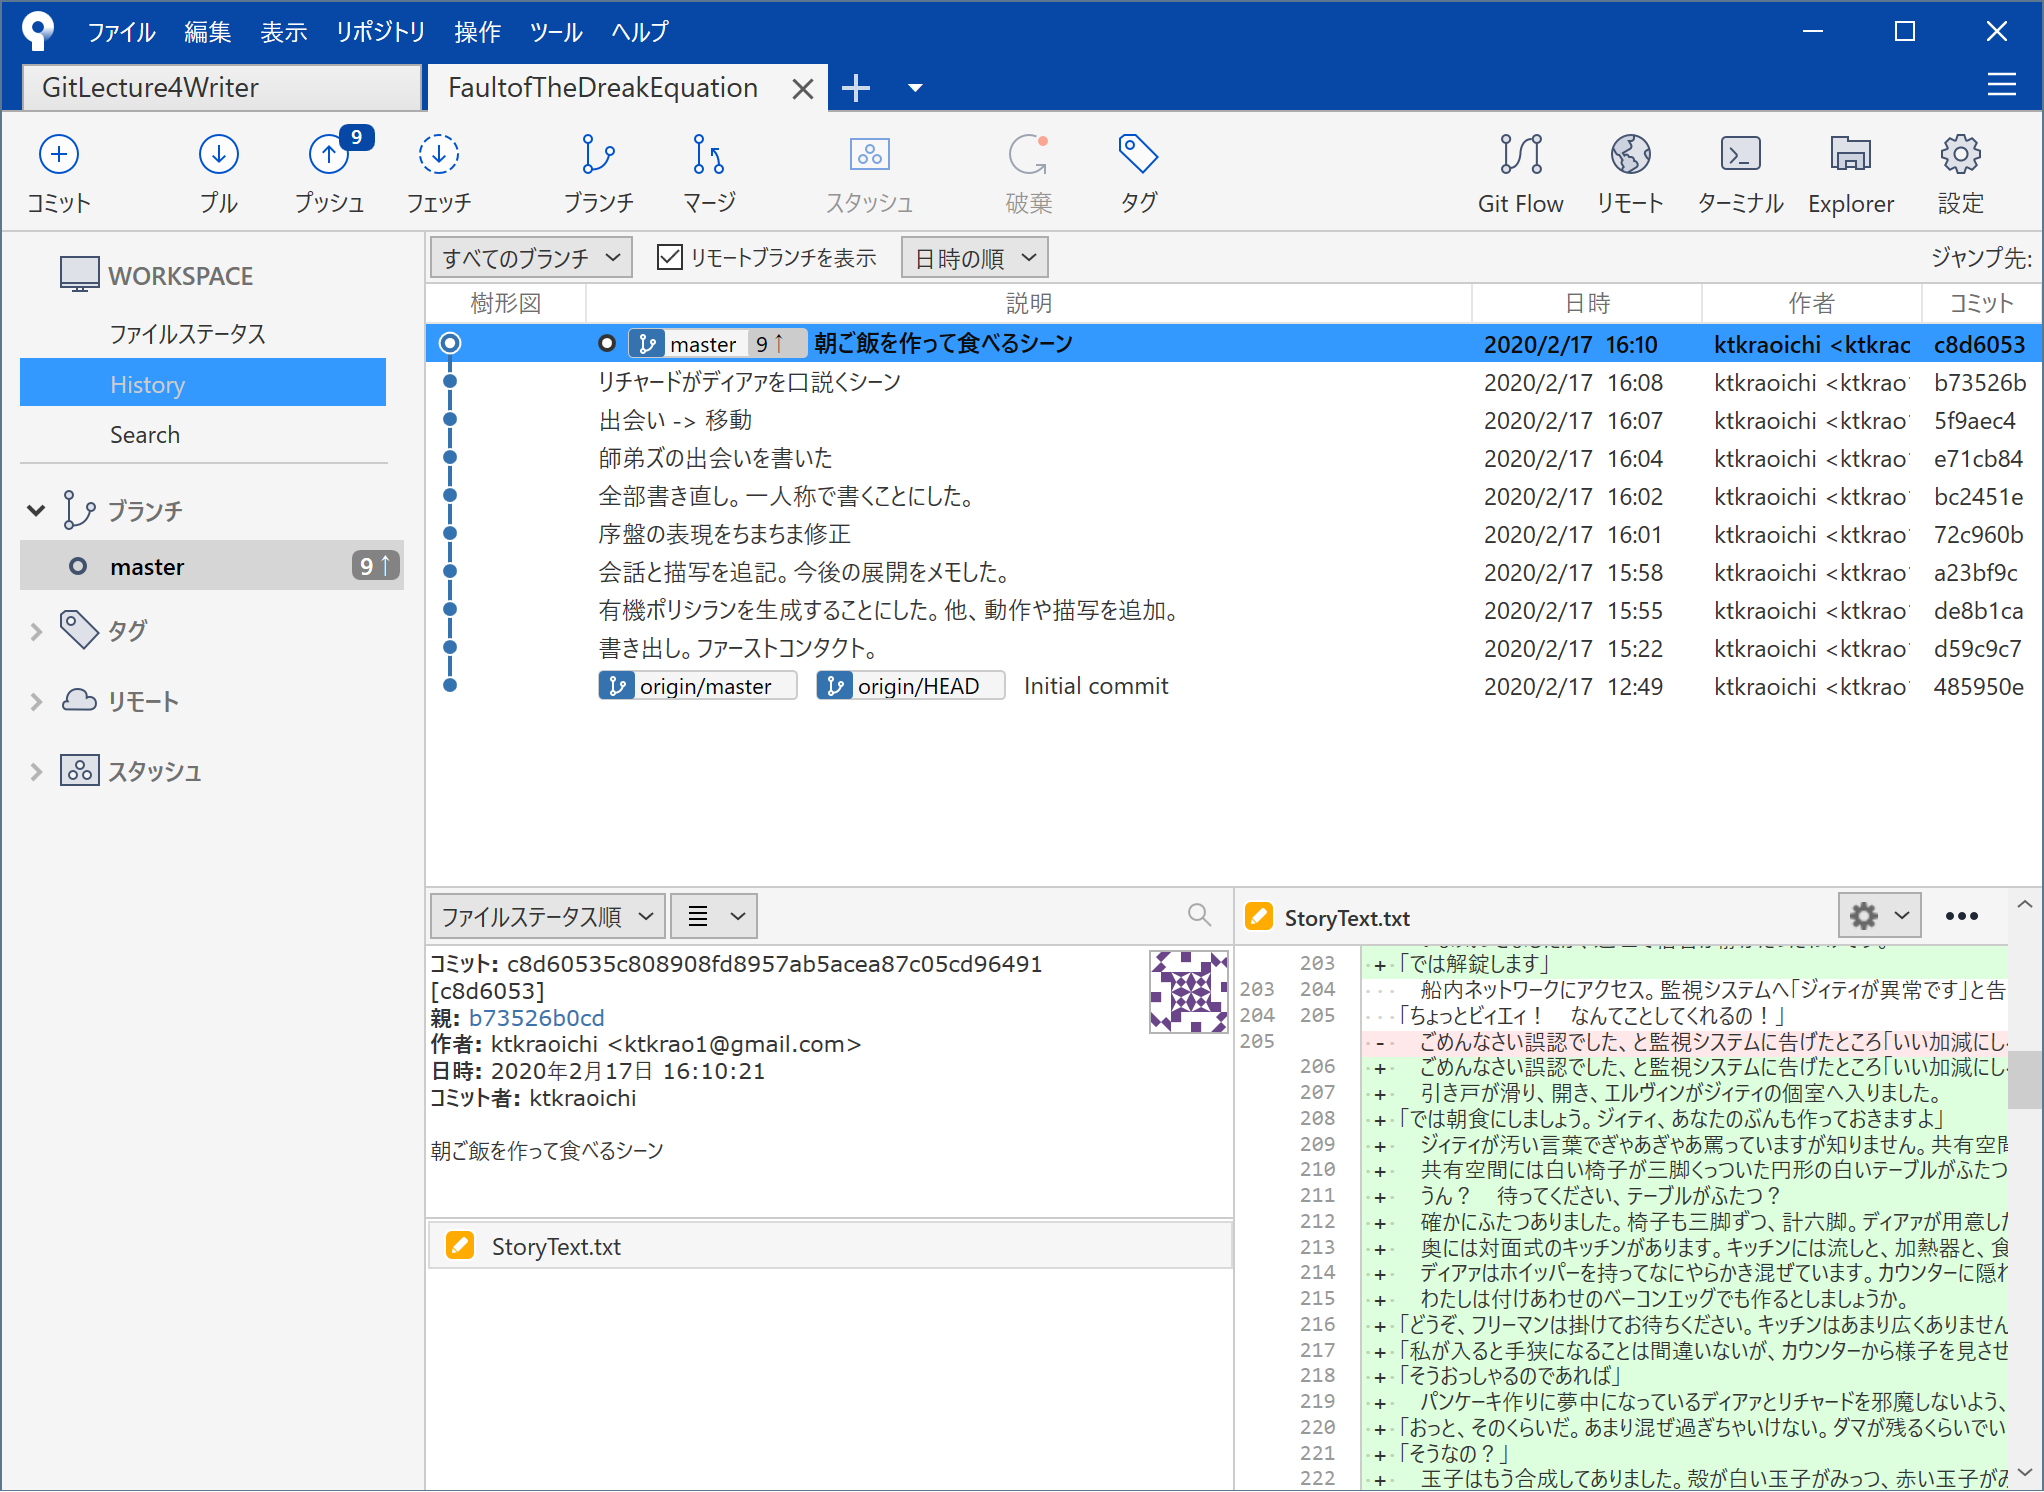 ファイル 編集 表示 リポジトリ 操作 ツール ヘルプ
GitLecture4Writer FaultofTheDreakEquation
9
コミット プル プッシュ フェッチ ブランチ マージ スタッシュ 破棄 タグ Git Flow リモート ターミナル Explorer 設定
WORKSPACE
ファイルステータス
History
Search
ブランチ
master 9↑
タグ
リモート
スタッシュ
すべてのブランチ リモートブランチを表示 日時の順 ジャンプ先:
樹形図 説明 日時 作者 コミット
master 9↑ 朝ご飯を作って食べるシーン 2020/2/17 16:10 ktkraoichi <ktkrac c8d6053
リチャードがディアァを口説くシーン 2020/2/17 16:08 ktkraoichi <ktkrao b73526b
出会い -> 移動 2020/2/17 16:07 ktkraoichi <ktkrao 5f9aec4
師弟ズの出会いを書いた 2020/2/17 16:04 ktkraoichi <ktkrao e71cb84
全部書き直し。一人称で書くことにした。 2020/2/17 16:02 ktkraoichi <ktkrao bc2451e
序盤の表現をちまちま修正 2020/2/17 16:01 ktkraoichi <ktkrao 72c960b
会話と描写を追記。今後の展開をメモした。 2020/2/17 15:58 ktkraoichi <ktkrao a23bf9c
有機ポリシランを生成することにした。他、動作や描写を追加。 2020/2/17 15:55 ktkraoichi <ktkrao de8b1ca
書き出し。ファーストコンタクト。 2020/2/17 15:22 ktkraoichi <ktkrao d59c9c7
origin/master origin/HEAD Initial commit 2020/2/17 12:49 ktkraoichi <ktkrao 485950e
ファイルステータス順
コミット: c8d60535c808908fd8957ab5acea87c05cd96491
[c8d6053]
親: b73526b0cd
作者: ktkraoichi <ktkrao1@gmail.com>
日時: 2020年2月17日 16:10:21
コミット者: ktkraoichi
朝ご飯を作って食べるシーン
StoryText.txt
StoryText.txt
203 +「では解錠します」
203 204 船内ネットワークにアクセス。監視システムへ「ジィティが異常です」と告
204 205 「ちょっとビィエィ！　なんてことしてくれるの！」
205 - ごめんなさい誤認でした、と監視システムに告げたところ「いい加減にし
206 + ごめんなさい誤認でした、と監視システムに告げたところ「いい加減にし
207 + 引き戸が滑り、開き、エルヴィンがジィティの個室へ入りました。
208 +「では朝食にしましょう。ジィティ、あなたのぶんも作っておきますよ」
209 + ジィティが汚い言葉でぎゃあぎゃあ罵っていますが知りません。共有空間
210 + 共有空間には白い椅子が三脚くっついた円形の白いテーブルがふたつ
211 + うん？　待ってください、テーブルがふたつ？
212 + 確かにふたつありました。椅子も三脚ずつ、計六脚。ディアァが用意した
213 + 奥には対面式のキッチンがあります。キッチンには流しと、加熱器と、食
214 + ディアァはホイッパーを持ってなにやらかき混ぜています。カウンターに隠れ
215 + わたしは付けあわせのベーコンエッグでも作るとしましょうか。
216 +「どうぞ、フリーマンは掛けてお待ちください。キッチンはあまり広くありません
217 +「私が入ると手狭になることは間違いないが、カウンターから様子を見させ
218 +「そうおっしゃるのであれば」
219 + パンケーキ作りに夢中になっているディアァとリチャードを邪魔しないよう、
220 +「おっと、そのくらいだ。あまり混ぜ過ぎちゃいけない。ダマが残るくらいでい
221 +「そうなの？」
222 + 玉子はもう合成してありました。殻が白い玉子がみっつ、赤い玉子がみ